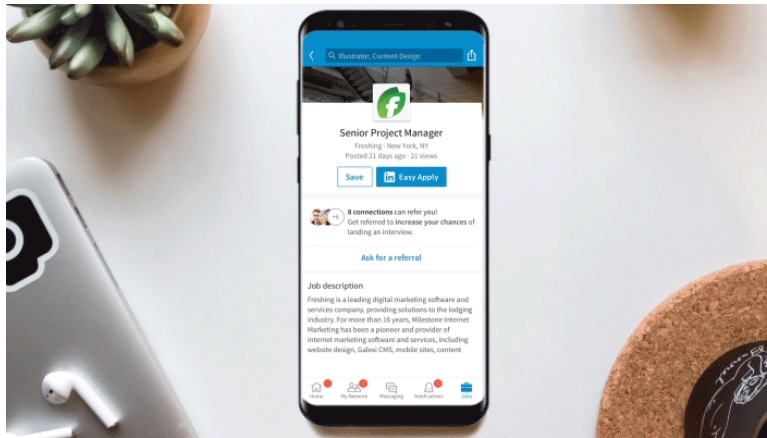 Illustrator, Content Design
f
Senior Project Manager
Freshing - New York, NY
Posted 21 days ago · 21 views
Save
in Easy Apply
+6
8 connections can refer you!
Get referred to increase your chances of
landing an interview.
Ask for a referral
Job description
Freshing is a leading digital marketing software and
services company, providing solutions to the lodging
industry. For more than 16 years, Milestone Internet
Marketing has been a pioneer and provider of
internet marketing software and services, including
website design, Galexi CMS, mobile sites, content
Home
My Network
Messaging
Notifications
Jobs